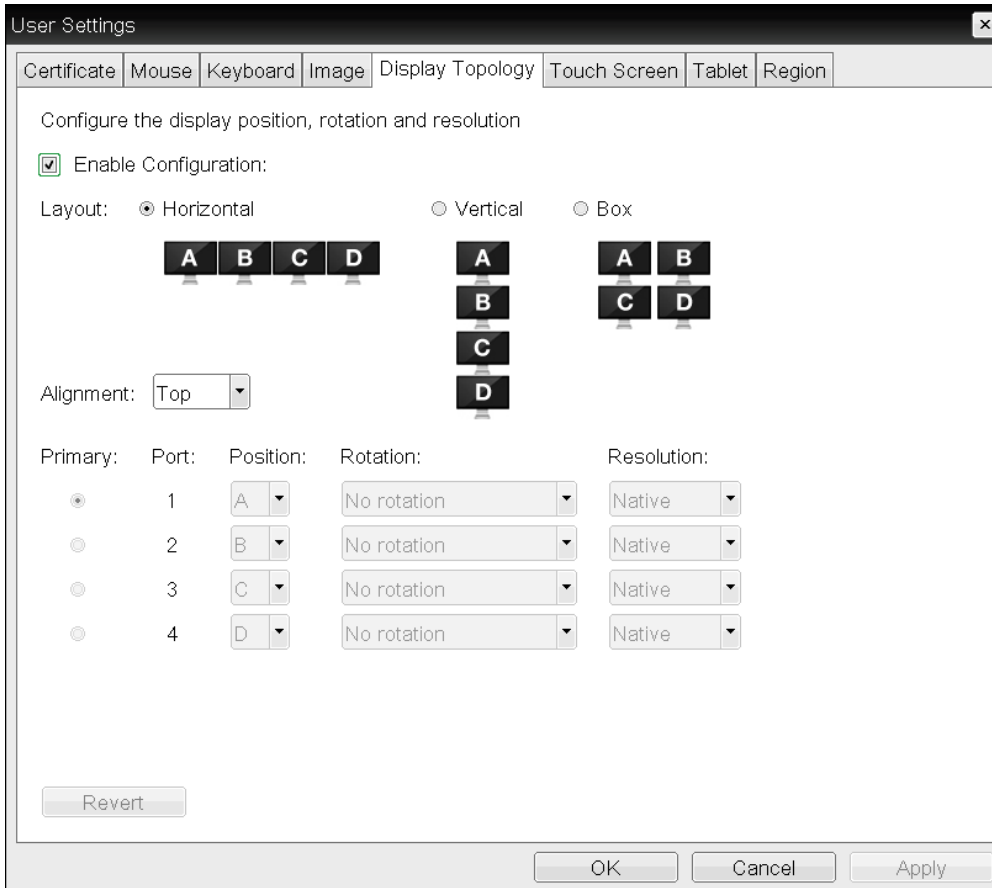 User Settings
Certificate Mouse Keyboard Image Display Topology Touch Screen Tablet Region
Configure the display position, rotation and resolution
Enable Configuration:
Layout: Horizontal Vertical Box
A B C D A A B
B C D
C
Alignment: Top D
Primary: Port: Position: Rotation: Resolution:
1 A No rotation Native
2 B No rotation Native
3 C No rotation Native
4 D No rotation Native
Revert
OK Cancel Apply